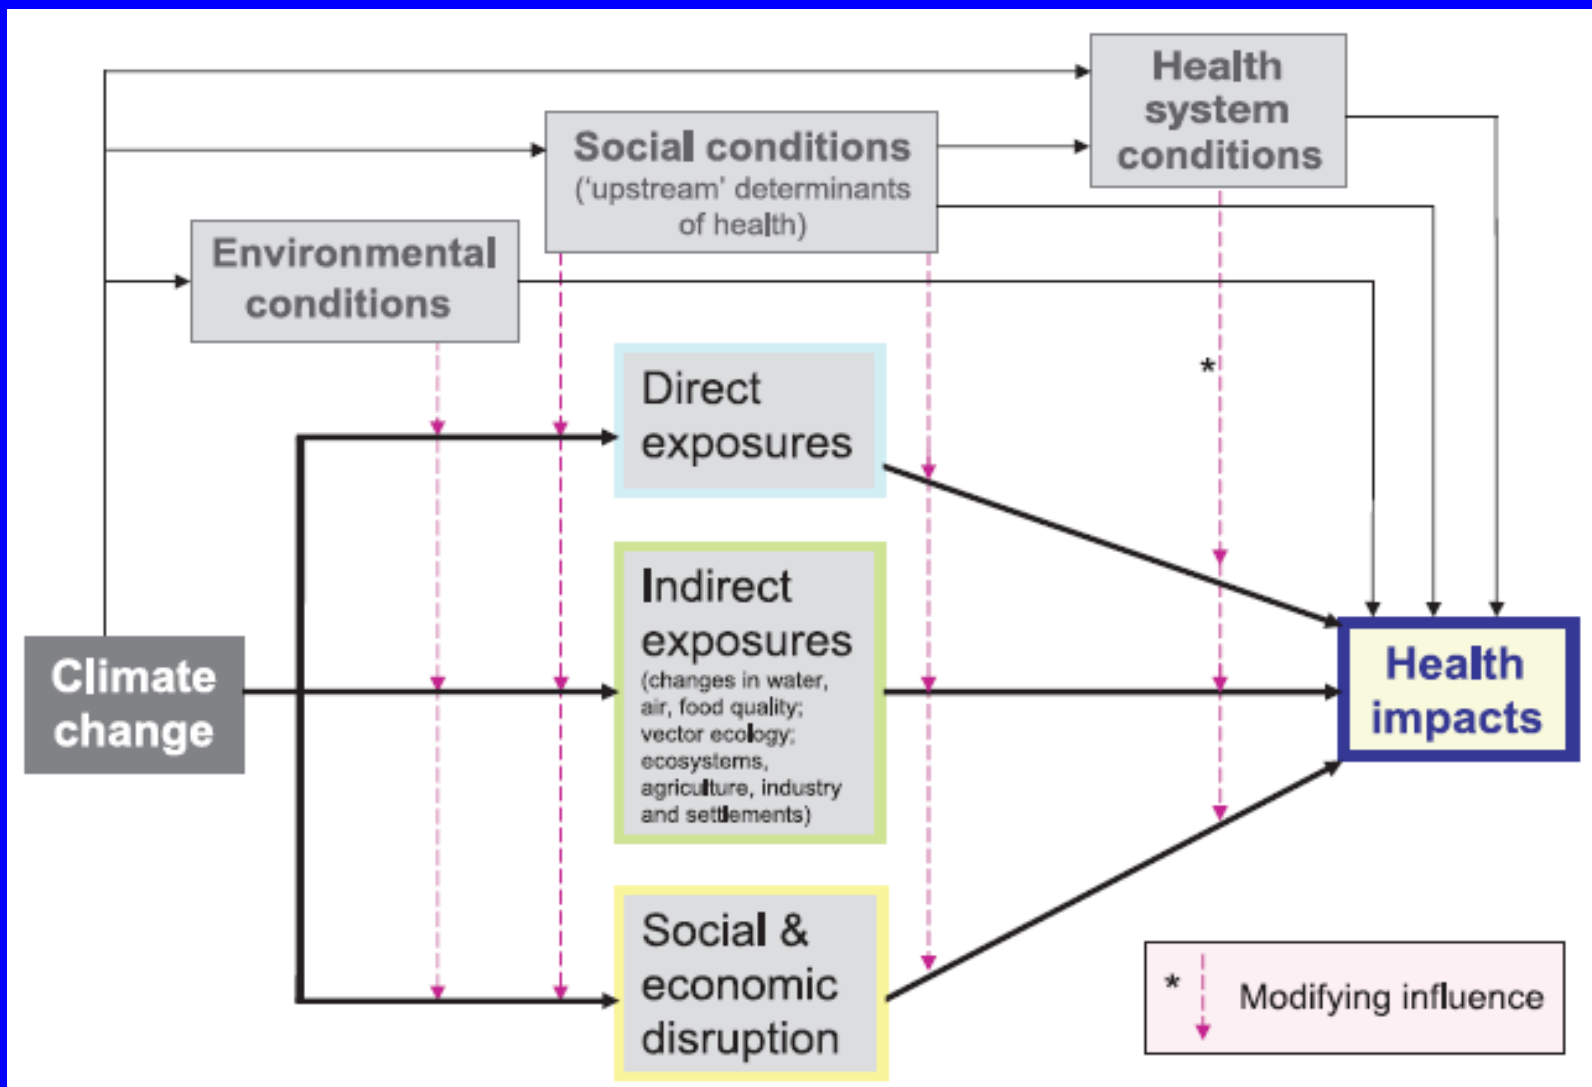 Health
system
conditions
Social conditions
(‘upstream’ determinants
of health)
Environmental
conditions
*
Direct
exposures
Indirect
exposures
(changes in water,
air, food quality;
vector ecology;
ecosystems,
agriculture, industry
and settlements)
Climate
change
Health
impacts
Social &
economic
disruption
* Modifying influence